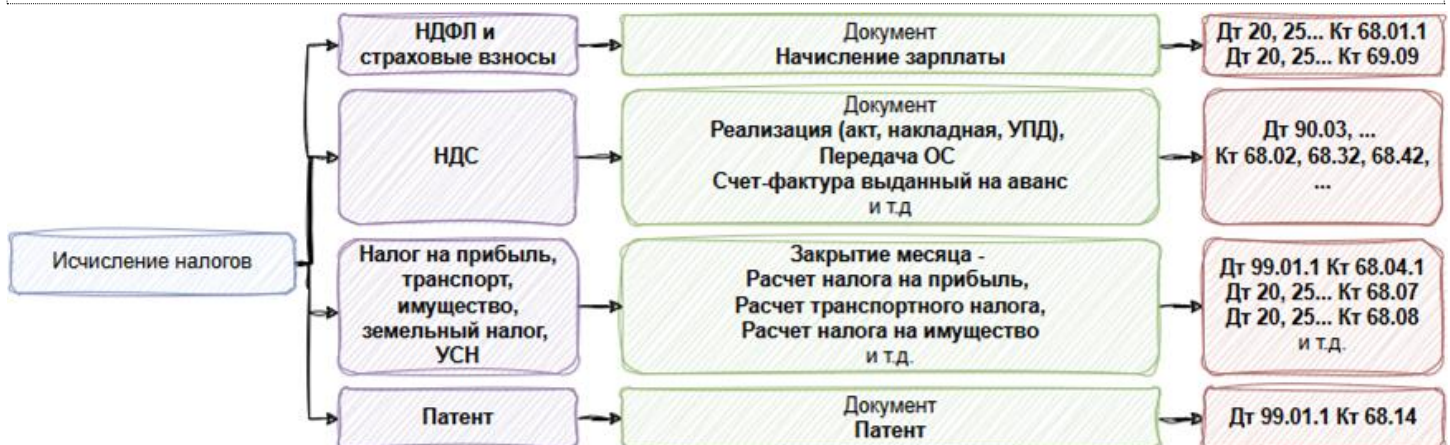 НДФЛ и
страховые взносы
Документ
Начисление зарплаты
Дт 20, 25... Кт 68.01.1
Дт 20, 25... Кт 69.09
НДС
Документ
Реализация (акт, накладная, УПД),
Передача ОС
Счет-фактура выданный на аванс
и т.д
Дт 90.03, ...
Кт 68.02, 68.32, 68.42,
...
Исчисление налогов
Налог на прибыль,
транспорт,
имущество,
земельный налог,
УСН
Закрытие месяца -
Расчет налога на прибыль,
Расчет транспортного налога,
Расчет налога на имущество
и т.д.
Дт 99.01.1 Кт 68.04.1
Дт 20, 25... Кт 68.07
Дт 20, 25... Кт 68.08
и т.д.
Патент
Документ
Патент
Дт 99.01.1 Кт 68.14